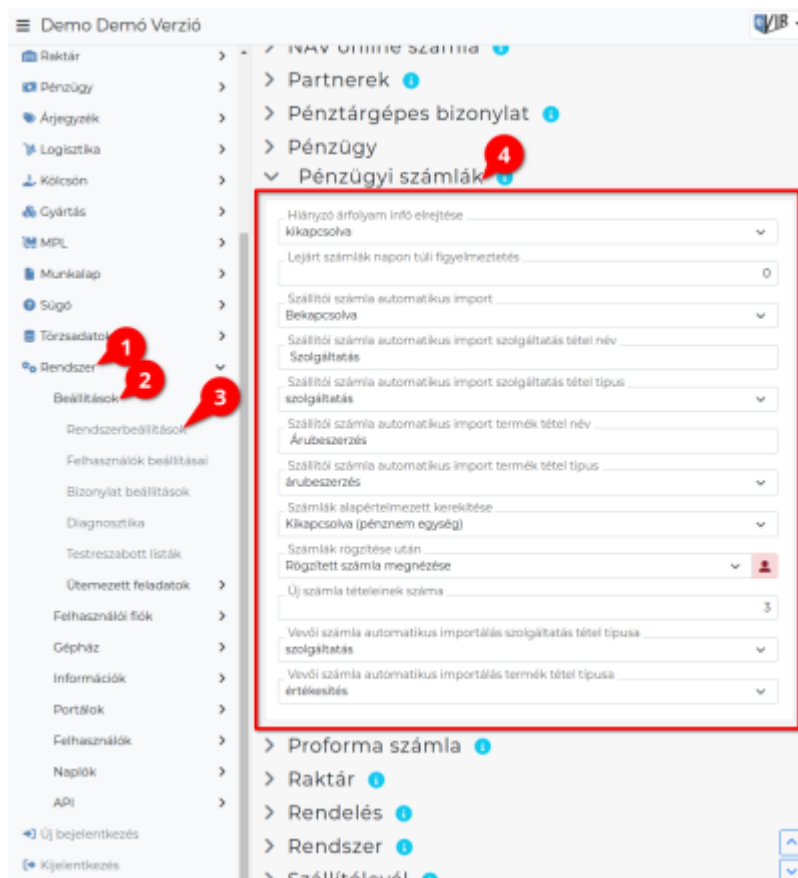 Demo Demó Verzió
VIB
Raktár
Pénzügy
Árjegyzék
Logisztika
Kölcsön
Gyártás
MPL
Munkalap
Súgó
Törzsadatok
1
Rendszer
2
Beállítások
3
Rendszerbeállítások
Felhasználók beállításai
Bizonylat beállítások
Diagnosztika
Testreszabott listák
Ütemezett feladatok
Felhasználói fiók
Gépház
Információk
Portálok
Felhasználók
Naplók
API
Új bejelentkezés
Kijelentkezés
NAV online számla
Partnerek
Pénztárgépes bizonylat
Pénzügy
4
Pénzügyi számlák
Hiányzó árfolyam infó elrejtése
kikapcsolva
Lejárt számlák napon túli figyelmeztetés
0
Szállítói számla automatikus import
Bekapcsolva
Szállítói számla automatikus import szolgáltatás tétel név
Szolgáltatás
Szállítói számla automatikus import szolgáltatás tétel típus
szolgáltatás
Szállítói számla automatikus import termék tétel név
Árubeszerzés
Szállítói számla automatikus import termék tétel típus
árubeszerzés
Számlák alapértelmezett kerekítése
Kikapcsolva (pénznem egység)
Számlák rögzítése után
Rögzített számla megnézése
Új számla tételeinek száma
3
Vevői számla automatikus importálás szolgáltatás tétel típusa
szolgáltatás
Vevői számla automatikus importálás termék tétel típusa
értékesítés
Proforma számla
Raktár
Rendelés
Rendszer
Szállítólevél